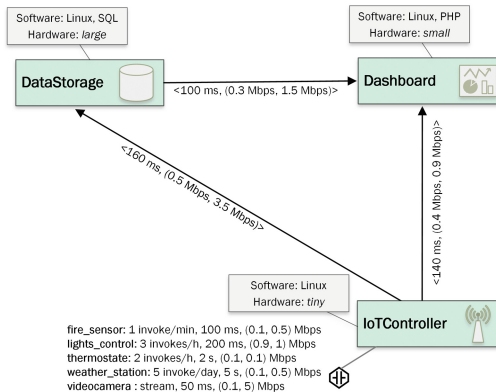 Software: Linux, SQL
Hardware: large
Software: Linux, PHP
Hardware: small
DataStorage
Dashboard
<100 ms, (0.3 Mbps, 1.5 Mbps)>
<160 ms, (0.5 Mbps, 3.5 Mbps)>
<140 ms, (0.4 Mbps, 0.9 Mbps)>
Software: Linux
Hardware: tiny
IoTController
fire_sensor: 1 invoke/min, 100 ms, (0.1, 0.5) Mbps
lights_control: 3 invokes/h, 200 ms, (0.9, 1) Mbps
thermostate: 2 invokes/h, 2 s, (0.1, 0.1) Mbps
weather_station: 5 invoke/day, 5 s, (0.1, 0.5) Mbps
videocamera : stream, 50 ms, (0.1, 5) Mbps